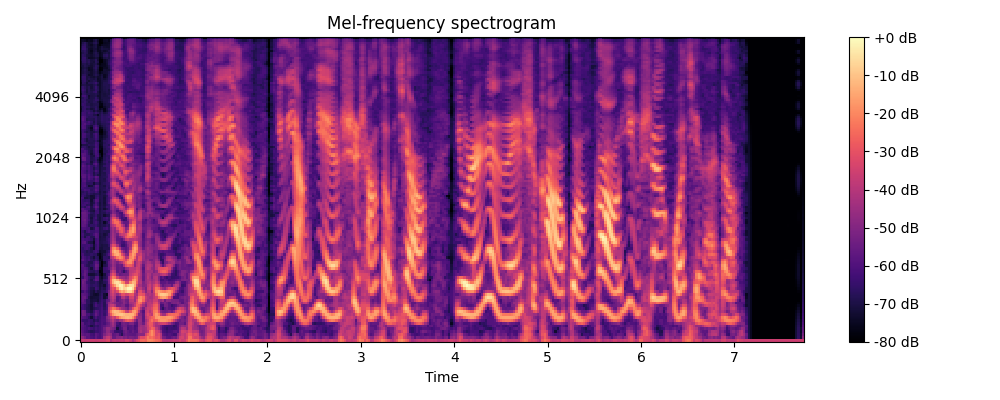 Mel-frequency spectrogram
+0 dB
-10 dB
-20 dB
-30 dB
-40 dB
-50 dB
-60 dB
-70 dB
-80 dB
4096
2048
1024
512
0
Hz
0 1 2 3 4 5 6 7
Time